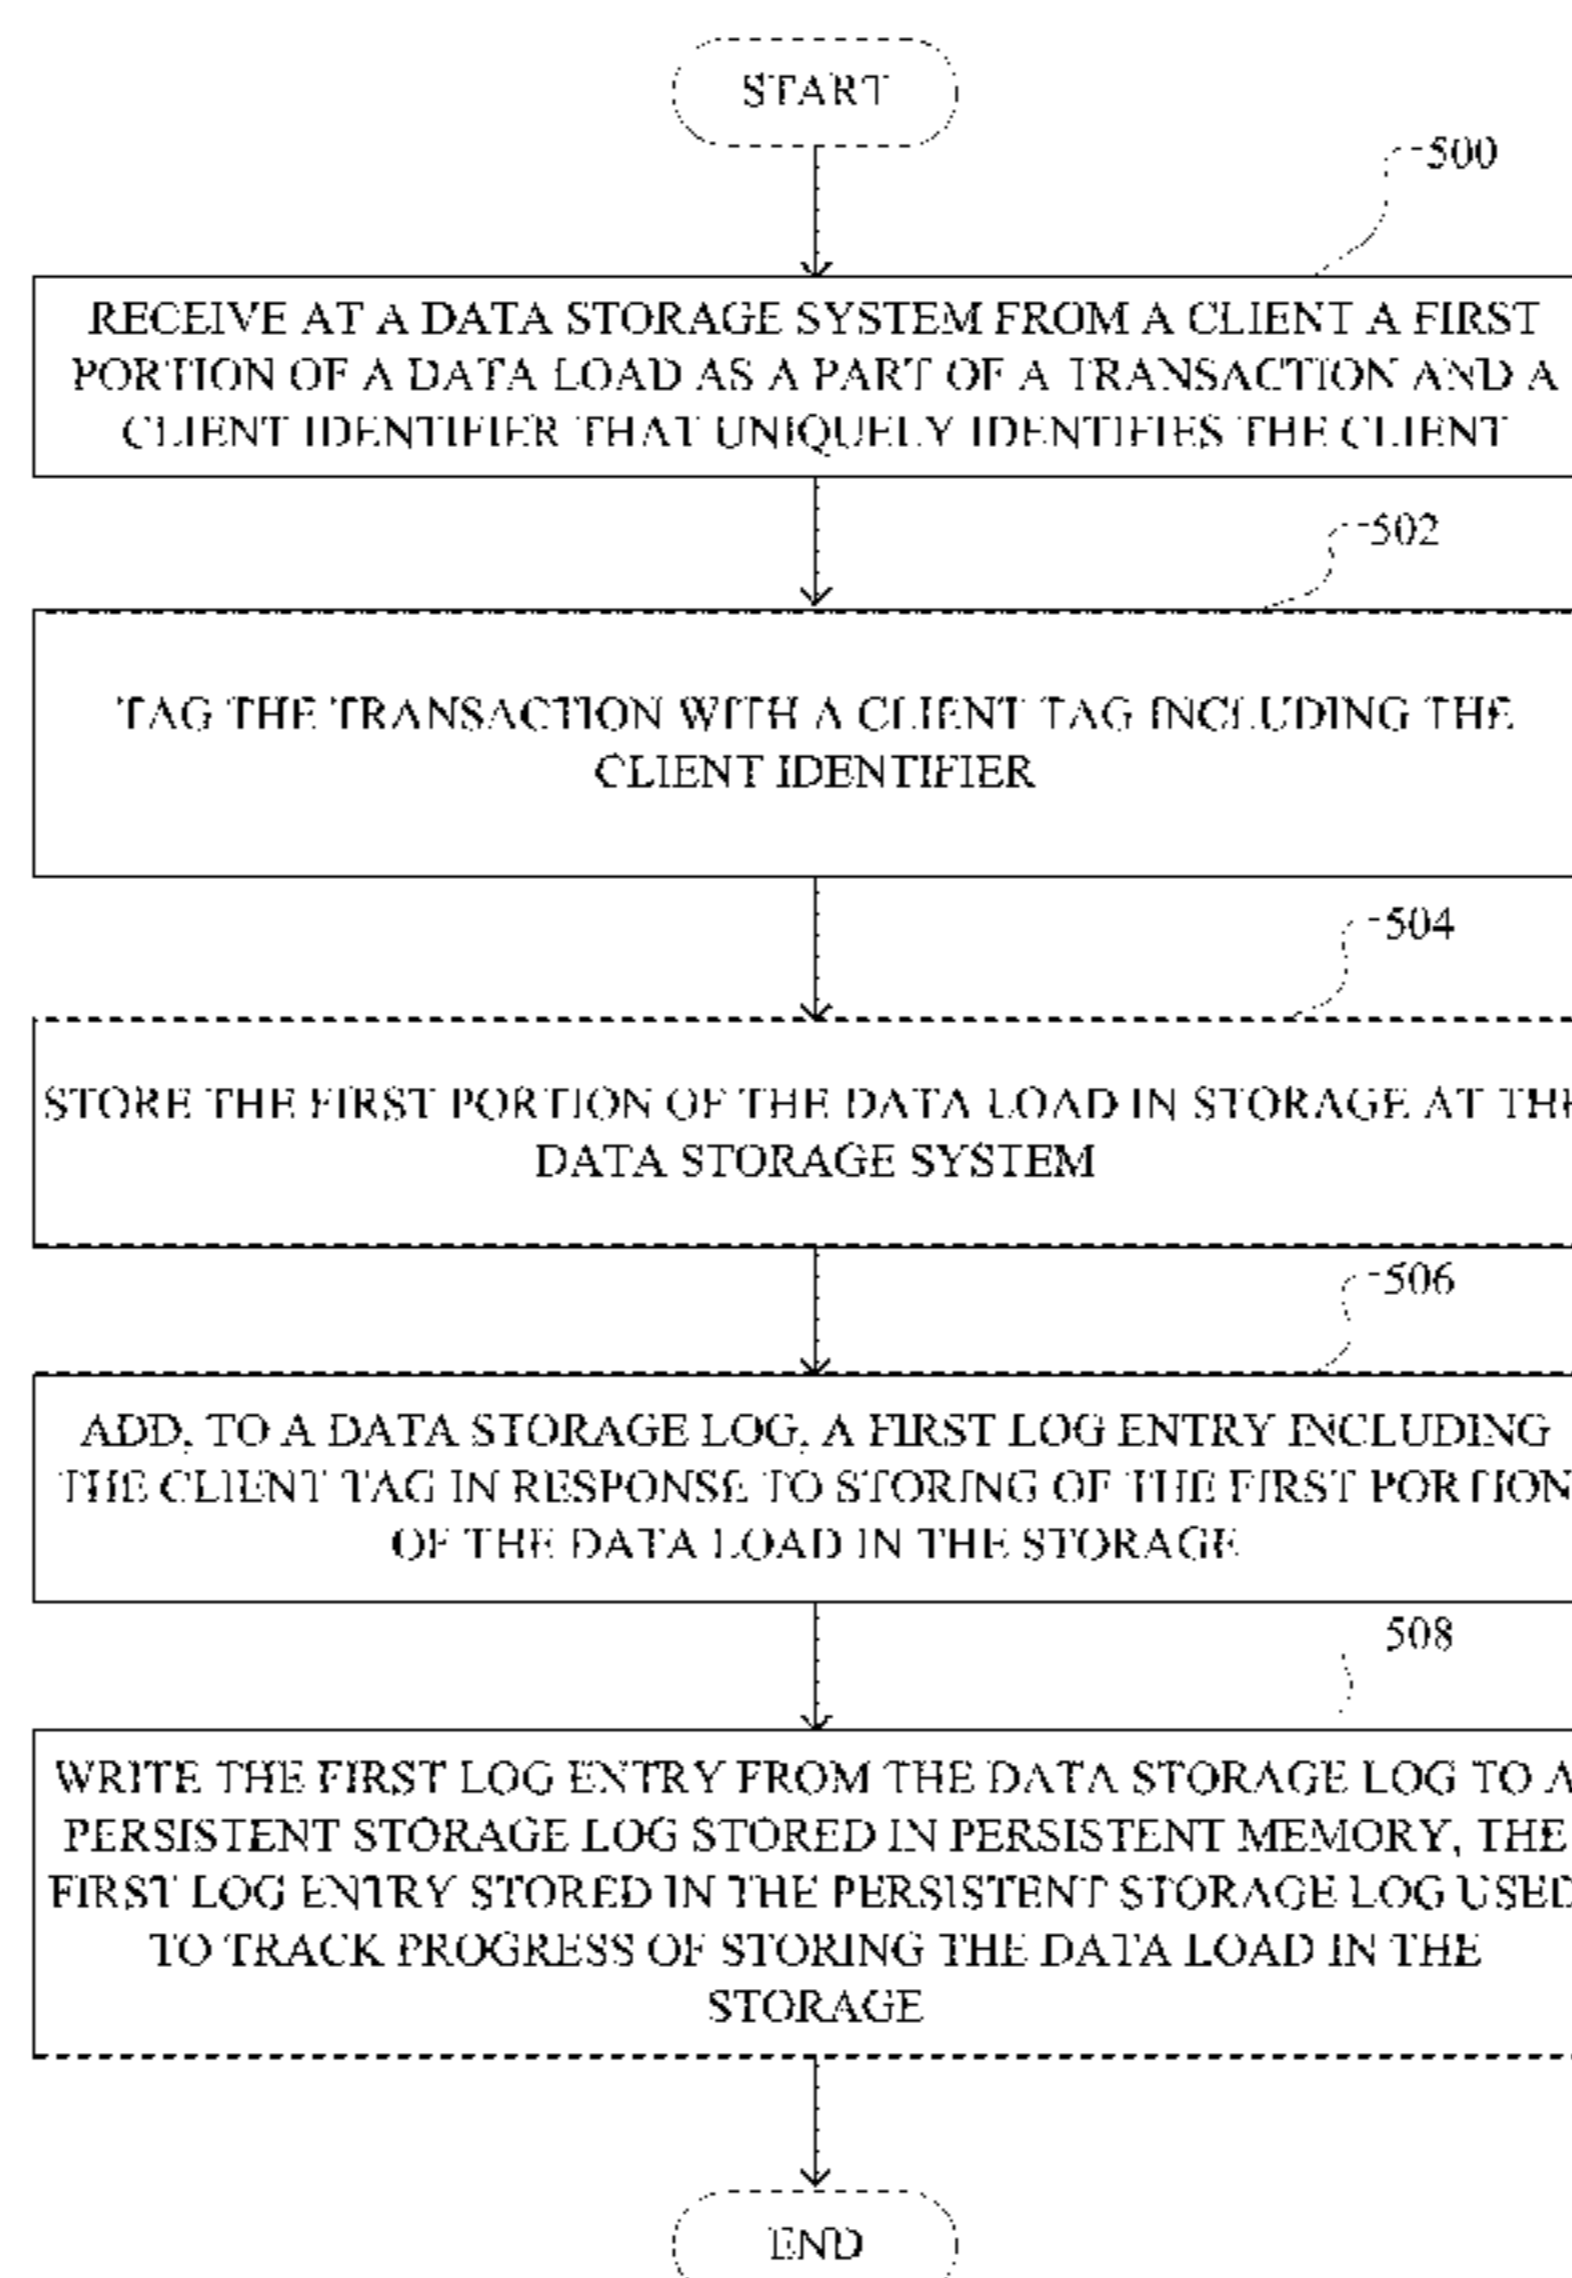 START
500
RECEIVE AT A DATA STORAGE SYSTEM FROM A CLIENT A FIRST
PORTION OF A DATA LOAD AS A PART OF A TRANSACTION AND A
CLIENT IDENTIFIER THAT UNIQUELY IDENTIFIES THE CLIENT
502
TAG THE TRANSACTION WITH A CLIENT TAG INCLUDING THE
CLIENT IDENTIFIER
504
STORE THE FIRST PORTION OF THE DATA LOAD IN STORAGE AT THE
DATA STORAGE SYSTEM
506
ADD, TO A DATA STORAGE LOG, A FIRST LOG ENTRY INCLUDING
THE CLIENT TAG IN RESPONSE TO STORING OF THE FIRST PORTION
OF THE DATA LOAD IN THE STORAGE
508
WRITE THE FIRST LOG ENTRY FROM THE DATA STORAGE LOG TO A
PERSISTENT STORAGE LOG STORED IN PERSISTENT MEMORY, THE
FIRST LOG ENTRY STORED IN THE PERSISTENT STORAGE LOG USED
TO TRACK PROGRESS OF STORING THE DATA LOAD IN THE
STORAGE
END